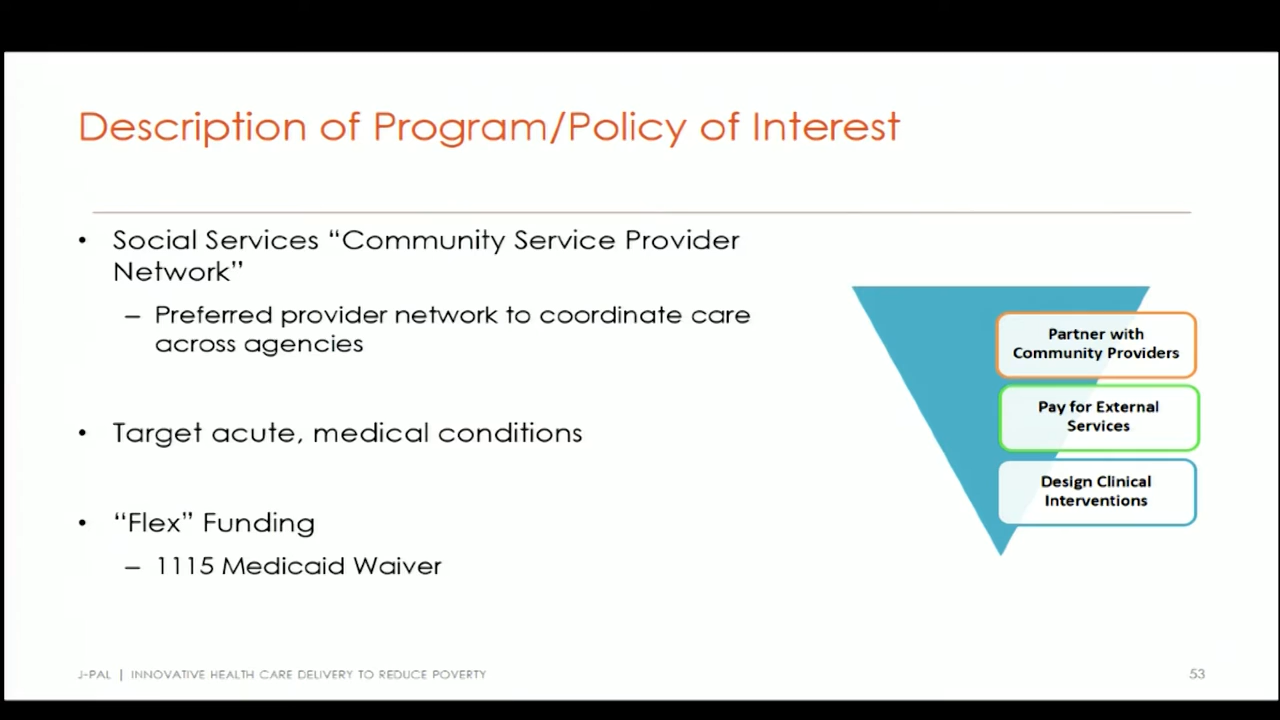 Description of Program/Policy of Interest
• Social Services “Community Service Provider
Network”
– Preferred provider network to coordinate care
across agencies
• Target acute, medical conditions
• “Flex” Funding
– 1115 Medicaid Waiver
Partner with
Community Providers
Pay for External
Services
Design Clinical
Interventions
J-PAL | INNOVATIVE HEALTH CARE DELIVERY TO REDUCE POVERTY
53